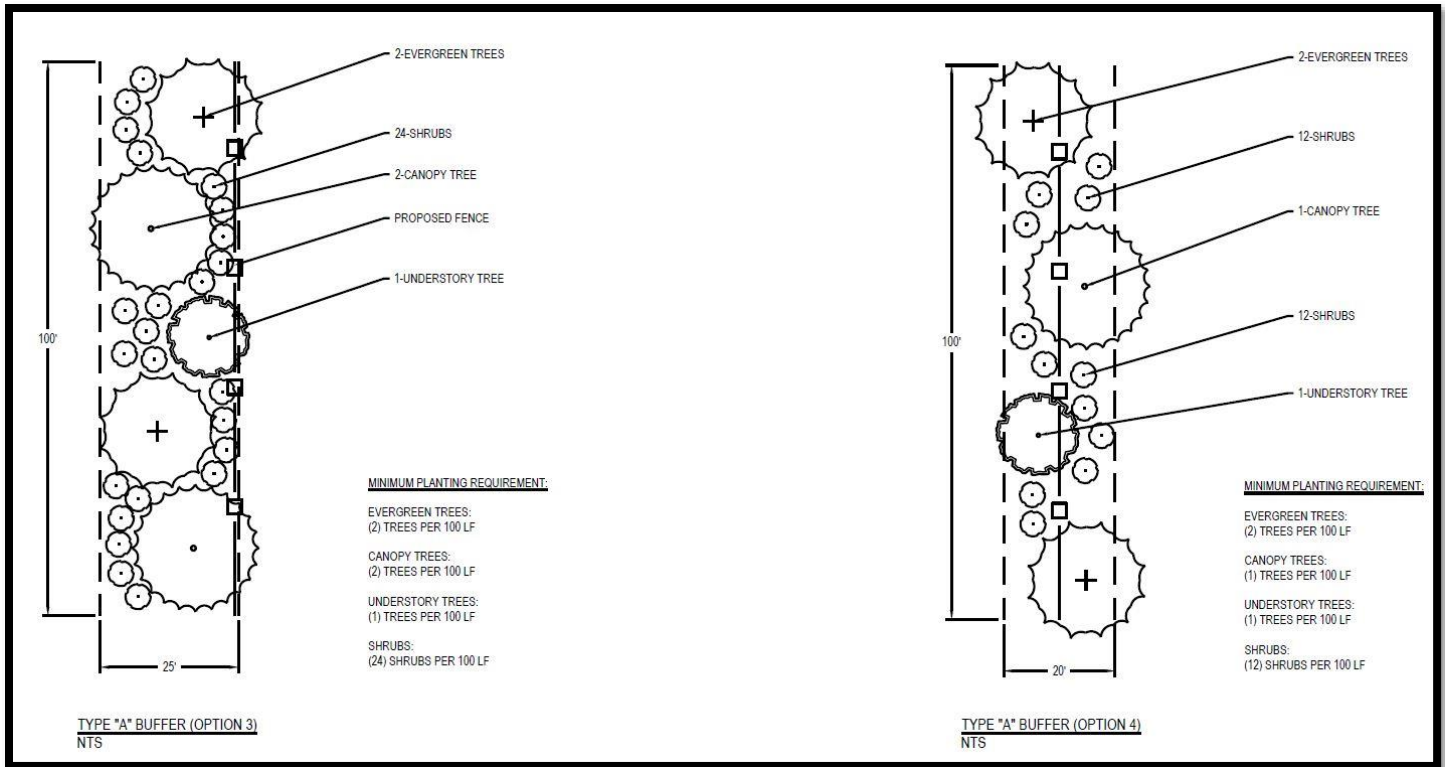 2-EVERGREEN TREES
24-SHRUBS
2-CANOPY TREE
PROPOSED FENCE
1-UNDERSTORY TREE
100'
MINIMUM PLANTING REQUIREMENT:
EVERGREEN TREES:
(2) TREES PER 100 LF
CANOPY TREES:
(2) TREES PER 100 LF
UNDERSTORY TREES:
(1) TREES PER 100 LF
SHRUBS:
(24) SHRUBS PER 100 LF
25'
TYPE "A" BUFFER (OPTION 3)
NTS
2-EVERGREEN TREES
12-SHRUBS
1-CANOPY TREE
12-SHRUBS
100'
1-UNDERSTORY TREE
MINIMUM PLANTING REQUIREMENT:
EVERGREEN TREES:
(2) TREES PER 100 LF
CANOPY TREES:
(1) TREES PER 100 LF
UNDERSTORY TREES:
(1) TREES PER 100 LF
SHRUBS:
(12) SHRUBS PER 100 LF
20'
TYPE "A" BUFFER (OPTION 4)
NTS